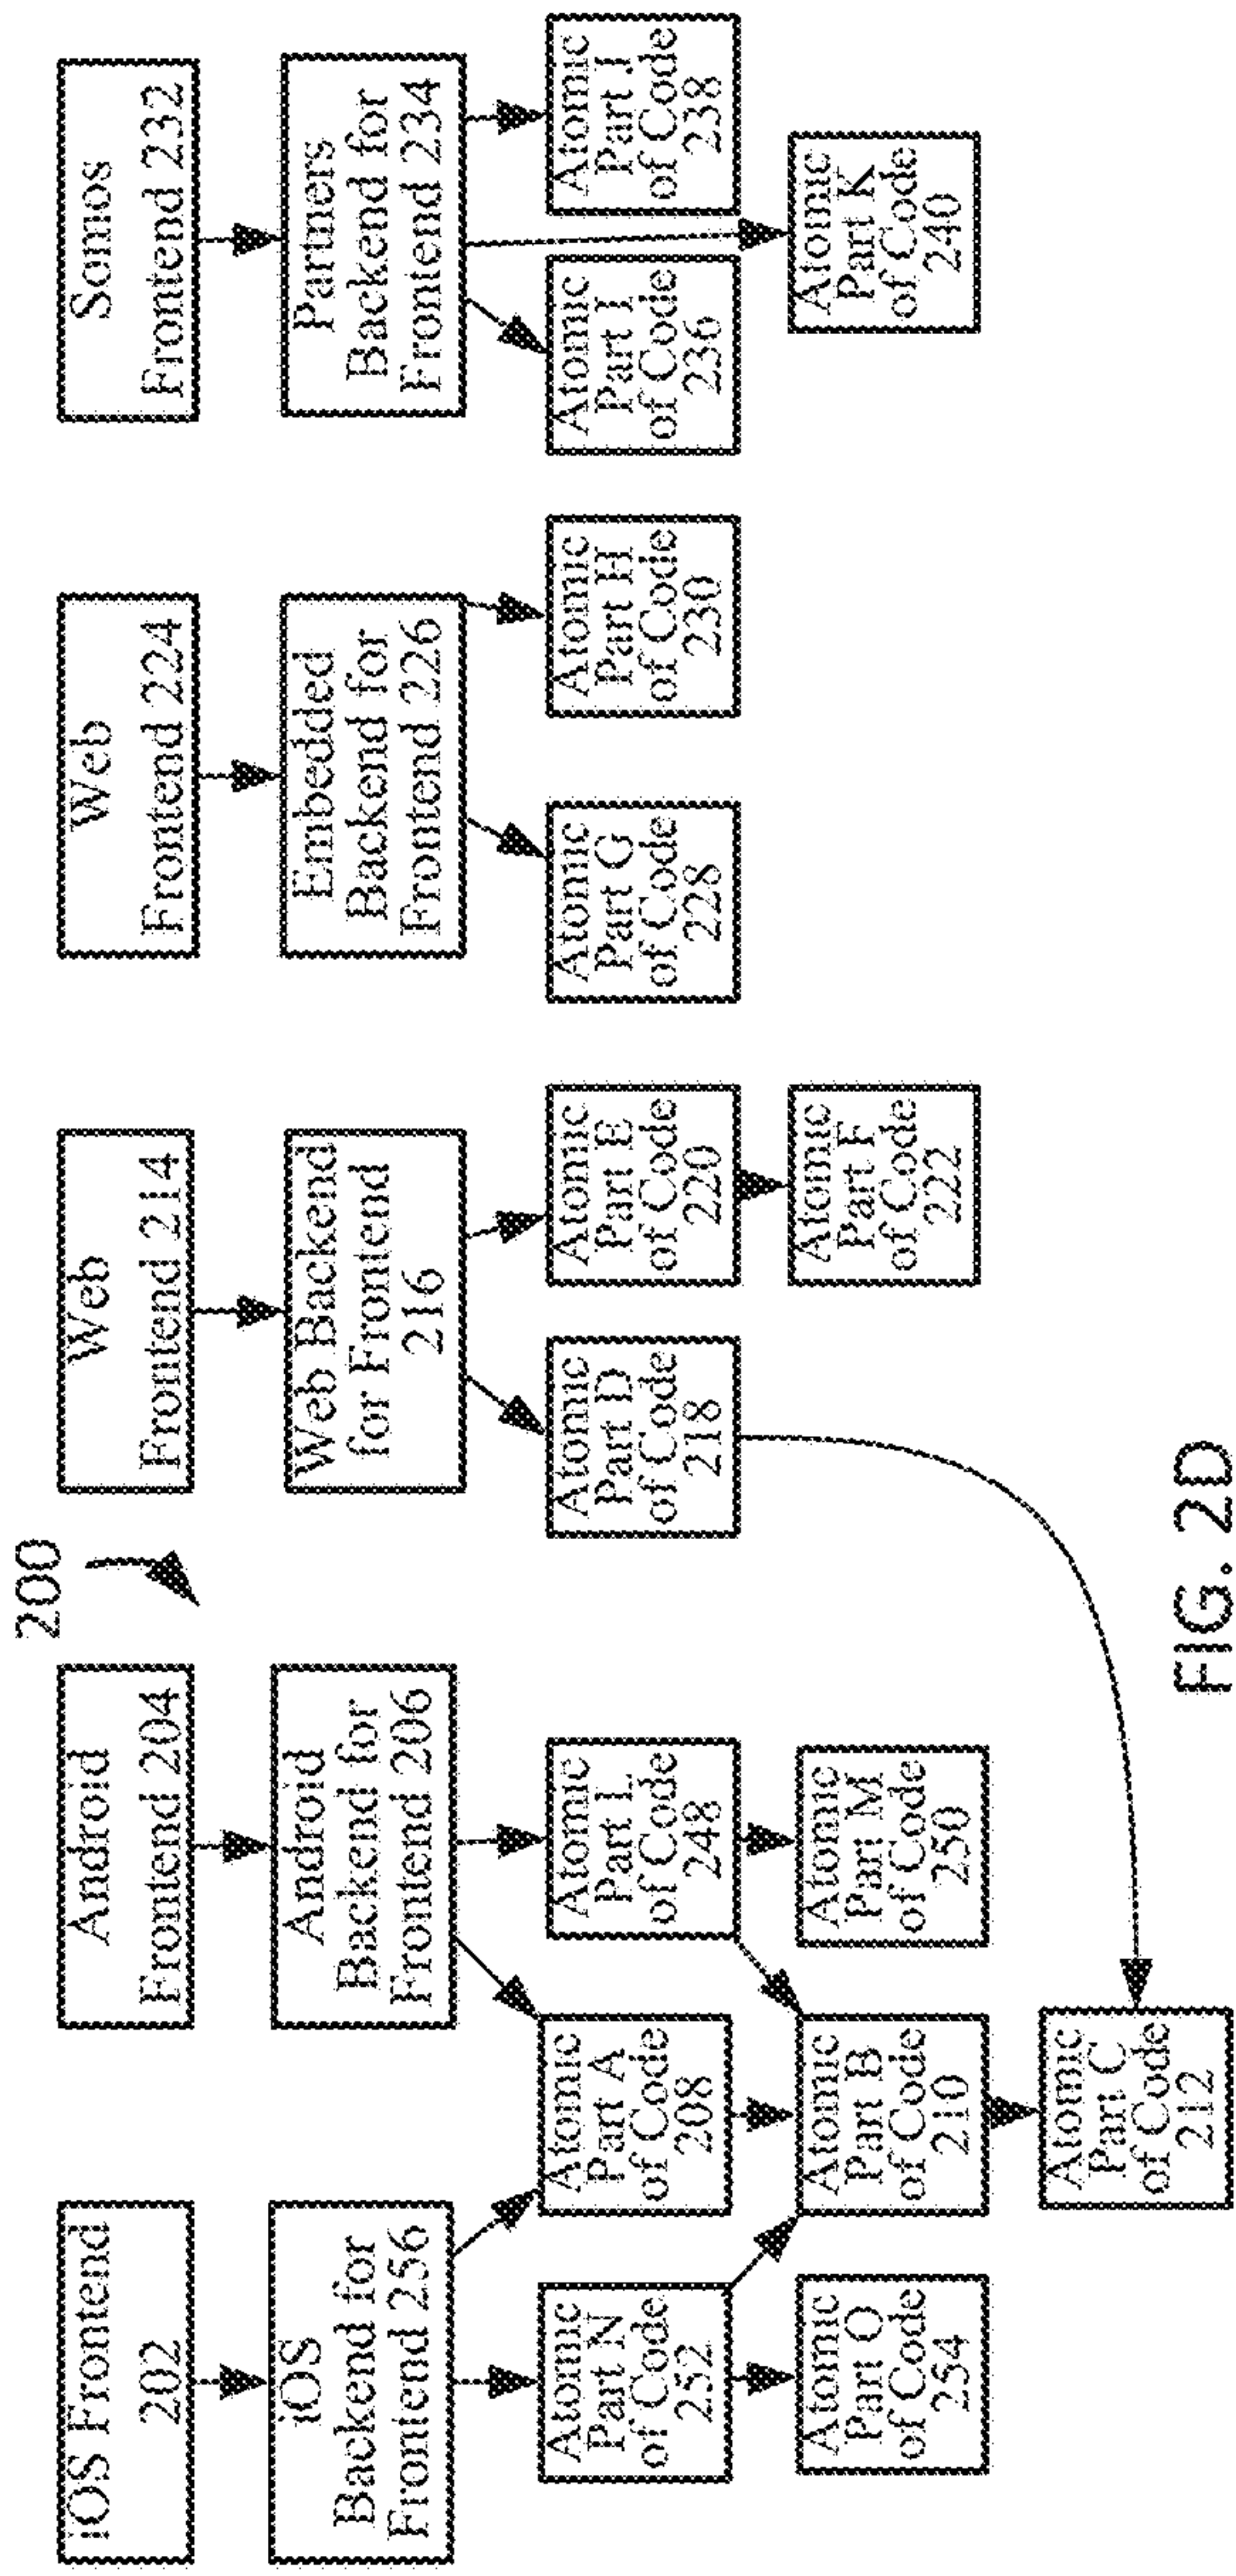 200
iOS Frontend
202
Android
Frontend 204
Web
Frontend 214
Web
Frontend 224
Somos
Frontend 232
iOS
Backend for
Frontend 256
Android
Backend for
Frontend 206
Web Backend
for Frontend
216
Embedded
Backend for
Frontend 226
Partners
Backend for
Frontend 234
Atomic
Part N
of Code
252
Atomic
Part A
of Code
208
Atomic
Part L
of Code
248
Atomic
Part D
of Code
218
Atomic
Part E
of Code
220
Atomic
Part G
of Code
228
Atomic
Part H
of Code
230
Atomic
Part I
of Code
236
Atomic
Part J
of Code
238
Atomic
Part O
of Code
254
Atomic
Part B
of Code
210
Atomic
Part M
of Code
250
Atomic
Part F
of Code
222
Atomic
Part K
of Code
240
Atomic
Part C
of Code
212
FIG. 2D